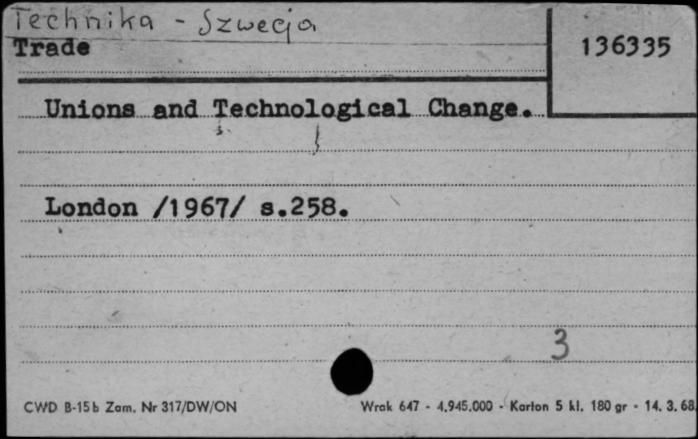 Technika - Szwecja
Trade
136335
Unions and Technological Change.
London /1967/ s.258.
3
CWD B-15b Zam. Nr 317/DW/ON
Wrak 647 - 4.945.000 - Karton 5 kl. 180 gr - 14. 3. 68.